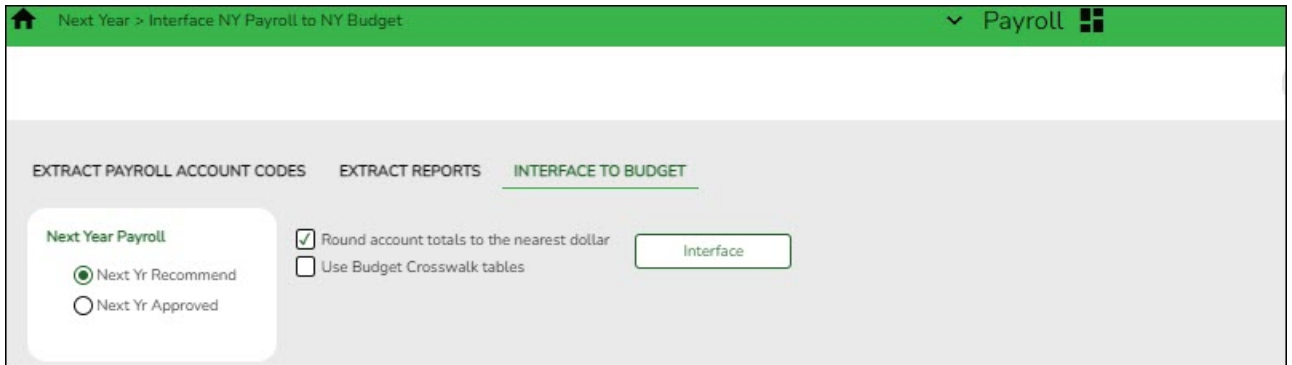 Next Year > Interface NY Payroll to NY Budget
Payroll
EXTRACT PAYROLL ACCOUNT CODES EXTRACT REPORTS INTERFACE TO BUDGET
Next Year Payroll
Next Yr Recommend
Next Yr Approved
Round account totals to the nearest dollar
Use Budget Crosswalk tables
Interface